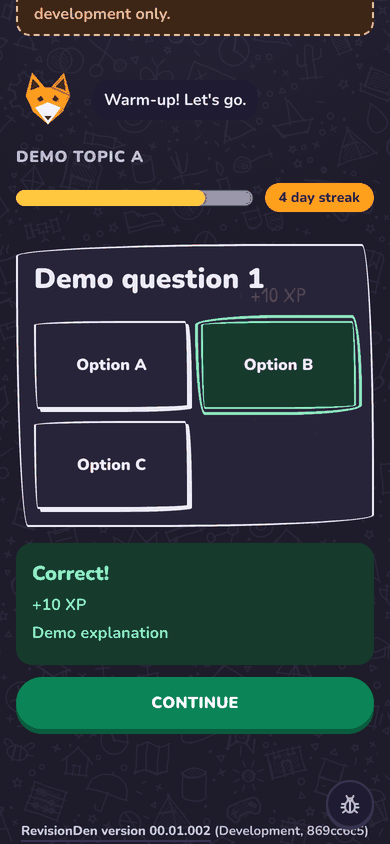 development only.
Warm-up! Let's go.
DEMO TOPIC A
4 day streak
Demo question 1
+10 XP
Option A
Option B
Option C
Correct!
+10 XP
Demo explanation
CONTINUE
RevisionDen version 00.01.002 (Development, 869ccbc5)